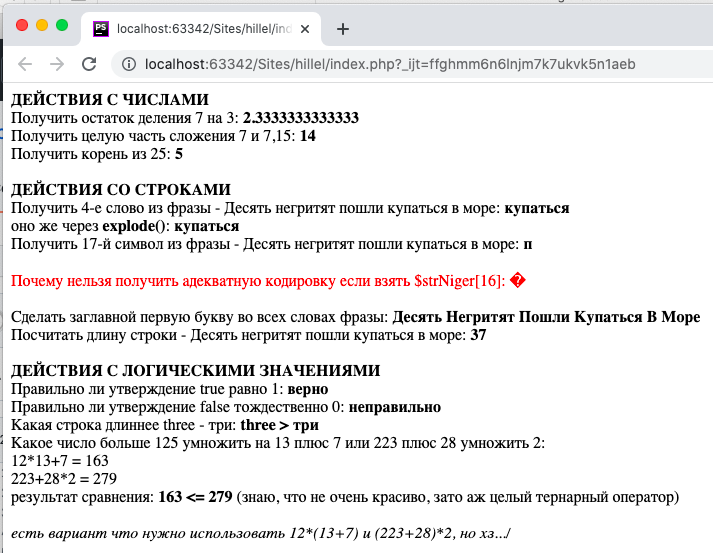 localhost:63342/Sites/hillel/ind
localhost:63342/Sites/hillel/index.php?_ijt=ffghmm6n6lnjm7k7ukvk5n1aeb
ДЕЙСТВИЯ С ЧИСЛАМИ
Получить остаток деления 7 на 3: 2.3333333333333
Получить целую часть сложения 7 и 7,15: 14
Получить корень из 25: 5
ДЕЙСТВИЯ СО СТРОКАМИ
Получить 4-е слово из фразы - Десять негритят пошли купаться в море: купаться
оно же через explode(): купаться
Получить 17-й символ из фразы - Десять негритят пошли купаться в море: п
Почему нельзя получить адекватную кодировку если взять $strNiger[16]: �
Сделать заглавной первую букву во всех словах фразы: Десять Негритят Пошли Купаться В Море
Посчитать длину строки - Десять негритят пошли купаться в море: 37
ДЕЙСТВИЯ С ЛОГИЧЕСКИМИ ЗНАЧЕНИЯМИ
Правильно ли утверждение true равно 1: верно
Правильно ли утверждение false тождественно 0: неправильно
Какая строка длиннее three - три: three > три
Какое число больше 125 умножить на 13 плюс 7 или 223 плюс 28 умножить 2:
12*13+7 = 163
223+28*2 = 279
результат сравнения: 163 <= 279 (знаю, что не очень красиво, зато аж целый тернарный оператор)
есть вариант что нужно использовать 12*(13+7) и (223+28)*2, но хз.../